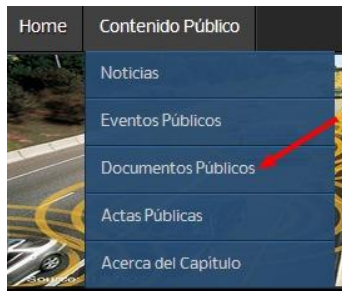 Home Contenido Público
Noticias
Eventos Públicos
Documentos Públicos
Actas Públicas
Acerca del Capítulo